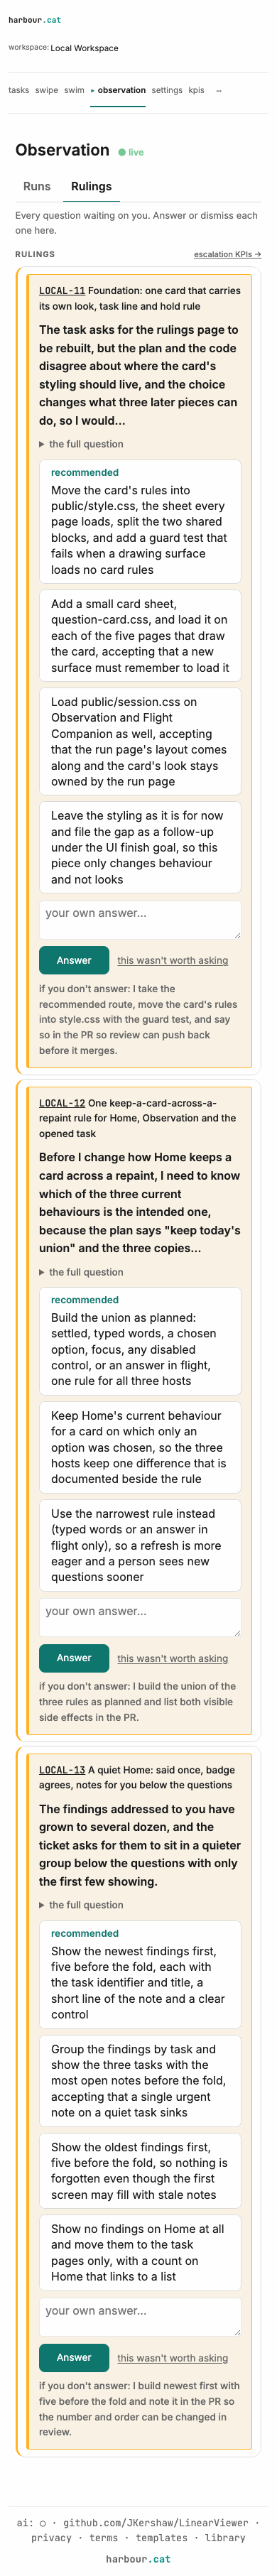 harbour.cat
workspace: Local Workspace
tasks swipe swim ▸ observation settings kpis ⋯
Observation ● live
Runs Rulings
Every question waiting on you. Answer or dismiss each
one here.
RULINGS escalation KPIs →
LOCAL-11 Foundation: one card that carries
its own look, task line and hold rule
The task asks for the rulings page to
be rebuilt, but the plan and the code
disagree about where the card's
styling should live, and the choice
changes what three later pieces can
do, so I would…
▶ the full question
recommended
Move the card's rules into
public/style.css, the sheet every
page loads, split the two shared
blocks, and add a guard test that
fails when a drawing surface
loads no card rules
Add a small card sheet,
question-card.css, and load it on
each of the five pages that draw
the card, accepting that a new
surface must remember to load it
Load public/session.css on
Observation and Flight
Companion as well, accepting
that the run page's layout comes
along and the card's look stays
owned by the run page
Leave the styling as it is for now
and file the gap as a follow-up
under the UI finish goal, so this
piece only changes behaviour
and not looks
your own answer…
Answer this wasn't worth asking
if you don't answer: I take the
recommended route, move the card's rules
into style.css with the guard test, and say
so in the PR so review can push back
before it merges.
LOCAL-12 One keep-a-card-across-a-
repaint rule for Home, Observation and the
opened task
Before I change how Home keeps a
card across a repaint, I need to know
which of the three current
behaviours is the intended one,
because the plan says "keep today's
union" and the three copies…
▶ the full question
recommended
Build the union as planned:
settled, typed words, a chosen
option, focus, any disabled
control, or an answer in flight,
one rule for all three hosts
Keep Home's current behaviour
for a card on which only an
option was chosen, so the three
hosts keep one difference that is
documented beside the rule
Use the narrowest rule instead
(typed words or an answer in
flight only), so a refresh is more
eager and a person sees new
questions sooner
your own answer…
Answer this wasn't worth asking
if you don't answer: I build the union of the
three rules as planned and list both visible
side effects in the PR.
LOCAL-13 A quiet Home: said once, badge
agrees, notes for you below the questions
The findings addressed to you have
grown to several dozen, and the
ticket asks for them to sit in a quieter
group below the questions with only
the first few showing.
▶ the full question
recommended
Show the newest findings first,
five before the fold, each with
the task identifier and title, a
short line of the note and a clear
control
Group the findings by task and
show the three tasks with the
most open notes before the fold,
accepting that a single urgent
note on a quiet task sinks
Show the oldest findings first,
five before the fold, so nothing is
forgotten even though the first
screen may fill with stale notes
Show no findings on Home at all
and move them to the task
pages only, with a count on
Home that links to a list
your own answer…
Answer this wasn't worth asking
if you don't answer: I build newest first with
five before the fold and note it in the PR so
the number and order can be changed in
review.
ai: ○ · github.com/JKershaw/LinearViewer ·
privacy · terms · templates · library
harbour.cat